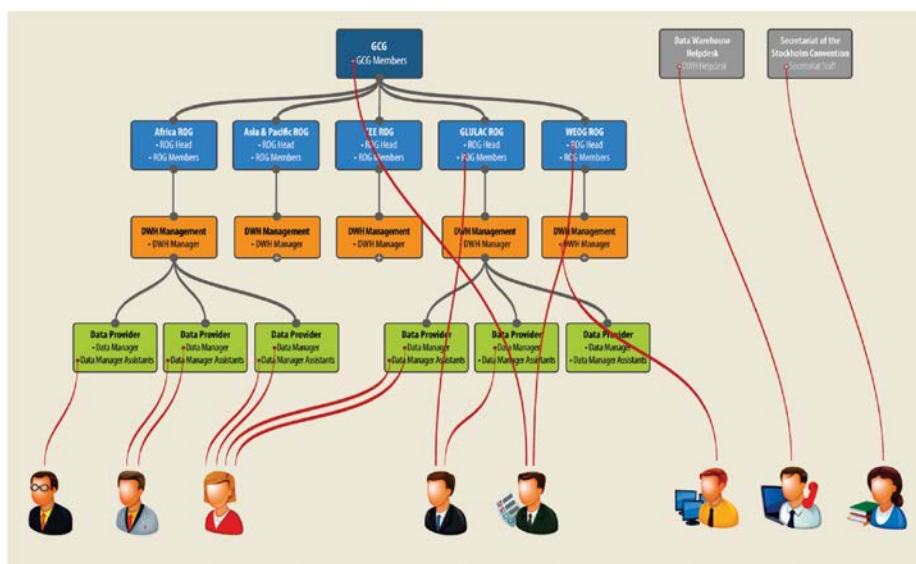 GCG
• GCG Members
Data Warehouse
Helpdesk
• DWH Helpdesk
Secretariat of the
Stockholm Convention
• Secretariat Staff
Africa ROG
• ROG Head
• ROG Members
Asia & Pacific ROG
• ROG Head
• ROG Members
CEE ROG
• ROG Head
• ROG Members
GLULAC ROG
• ROG Head
• ROG Members
WEOG ROG
• ROG Head
• ROG Members
DWH Management
• DWH Manager
DWH Management
• DWH Manager
DWH Management
• DWH Manager
DWH Management
• DWH Manager
DWH Management
• DWH Manager
Data Provider
• Data Manager
• Data Manager Assistants
Data Provider
• Data Manager
• Data Manager Assistants
Data Provider
• Data Manager
• Data Manager Assistants
Data Provider
• Data Manager
• Data Manager Assistants
Data Provider
• Data Manager
• Data Manager Assistants
Data Provider
• Data Manager
• Data Manager Assistants